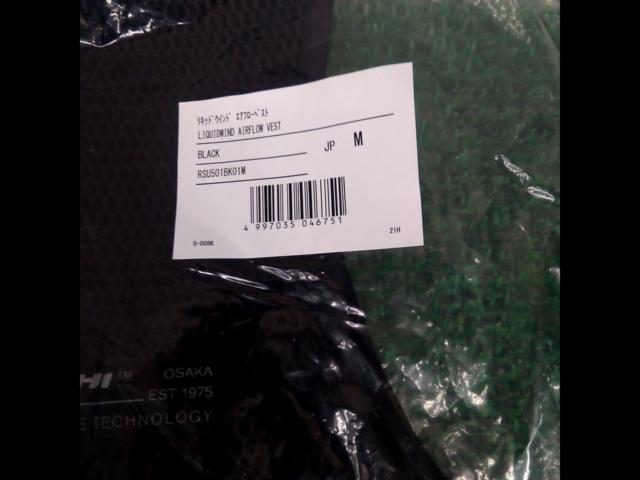 ﾘｷｯﾄﾞｳｲﾝﾄﾞ ｴｱﾌﾛｰﾍﾞｽﾄ
LIQUIDWIND AIRFLOW VEST
BLACK
JP M
RSU501BK01M
4 997035 046751
21H
HI™ OSAKA
EST 1975
E TECHNOLOGY